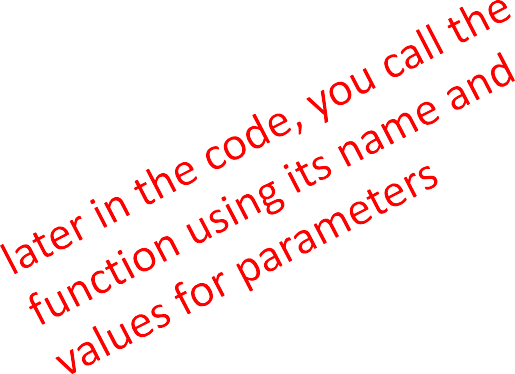 later in the code, you call the
function using its name and
values for parameters